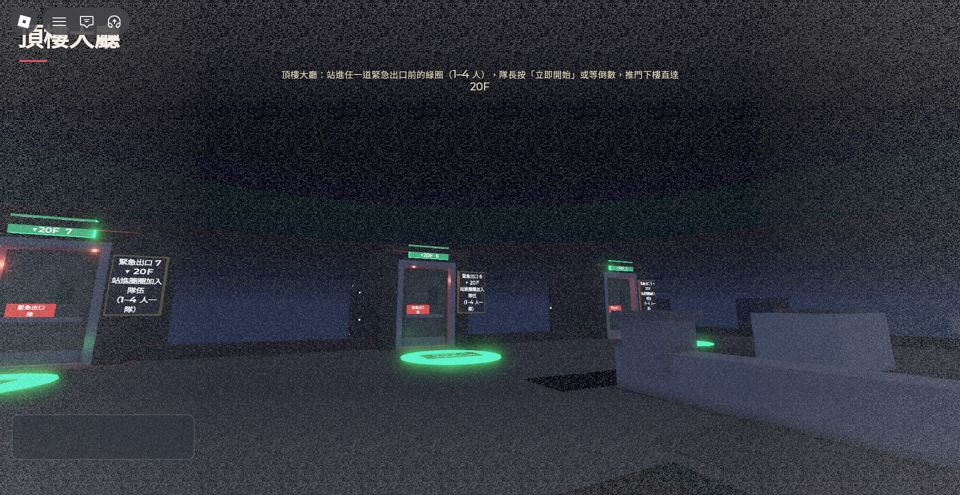 頂樓大廳
頂樓大廳：站進任一道緊急出口前的綠圈（1–4 人），隊長按「立即開始」或等倒數，推門下樓直達
20F
▼20F 7
緊急出口 7
▼ 20F
站進圈圈加入
隊伍
（1–4 人一
隊）
緊急出口
緊急出口 6
▼ 20F
站進圈圈加入
隊伍
（1–4 人一
隊）